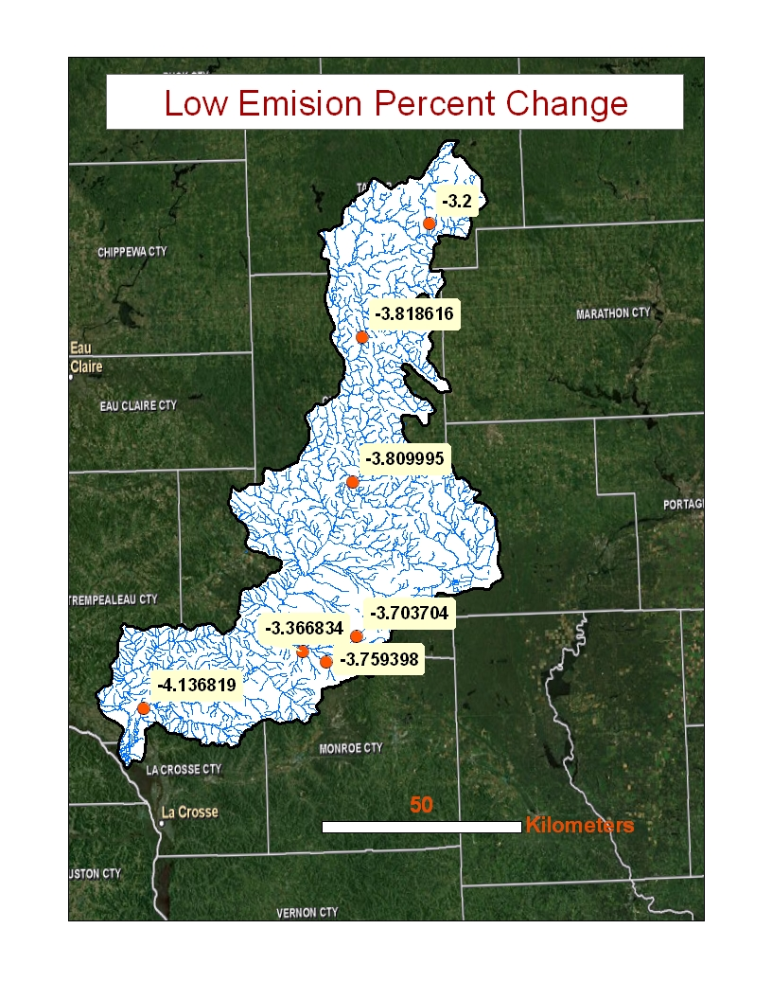 Low Emision Percent Change
-3.2
CHIPPEWA CTY
-3.818616
MARATHON CTY
Eau
Claire
EAU CLAIRE CTY
-3.809995
PORTAG
TREMPEALEAU CTY
-3.703704
-3.366834
-3.759398
-4.136819
MONROE CTY
LA CROSSE CTY
50
La Crosse
Kilometers
USTON CTY
VERNON CTY